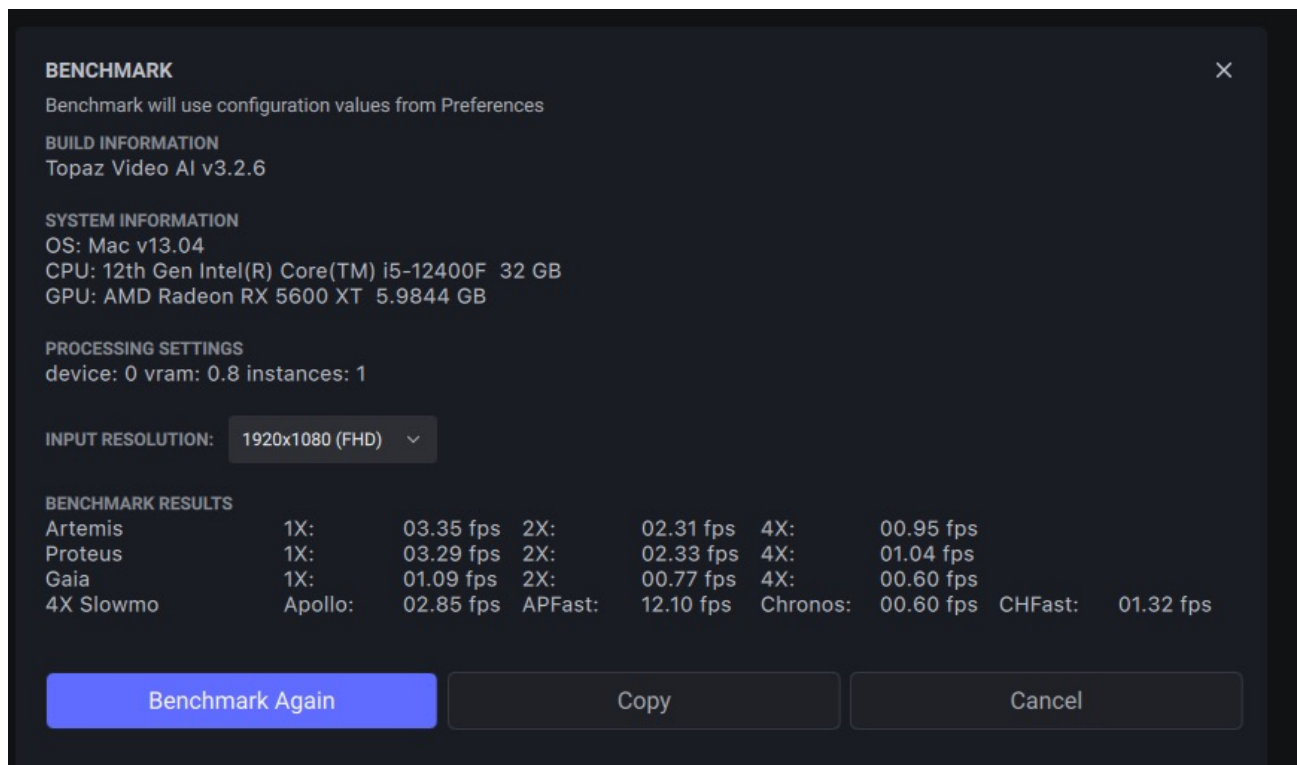 BENCHMARK
Benchmark will use configuration values from Preferences
BUILD INFORMATION
Topaz Video AI v3.2.6
SYSTEM INFORMATION
OS: Mac v13.04
CPU: 12th Gen Intel(R) Core(TM) i5-12400F 32 GB
GPU: AMD Radeon RX 5600 XT 5.9844 GB
PROCESSING SETTINGS
device: 0 vram: 0.8 instances: 1
INPUT RESOLUTION: 1920x1080 (FHD)
BENCHMARK RESULTS
Artemis 1X: 03.35 fps 2X: 02.31 fps 4X: 00.95 fps
Proteus 1X: 03.29 fps 2X: 02.33 fps 4X: 01.04 fps
Gaia 1X: 01.09 fps 2X: 00.77 fps 4X: 00.60 fps
4X Slowmo Apollo: 02.85 fps APFast: 12.10 fps Chronos: 00.60 fps CHFast: 01.32 fps
Benchmark Again Copy Cancel